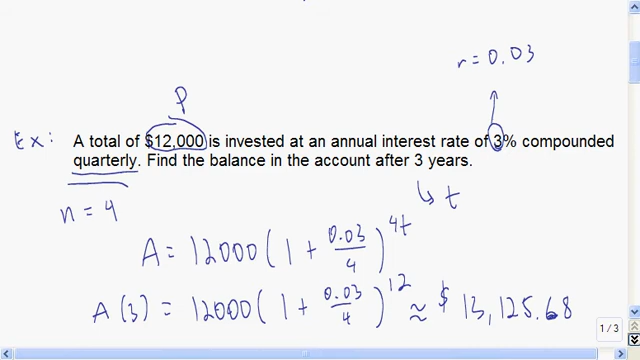 r = 0.03
P
Ex: A total of $12,000 is invested at an annual interest rate of 3% compounded
quarterly. Find the balance in the account after 3 years.
n = 4
↳ t
A = 12000 ( 1 + 0.03/4 )^4t
A(3) = 12000 ( 1 + 0.03/4 )^12 ≈ $ 13,125.68
1 / 3